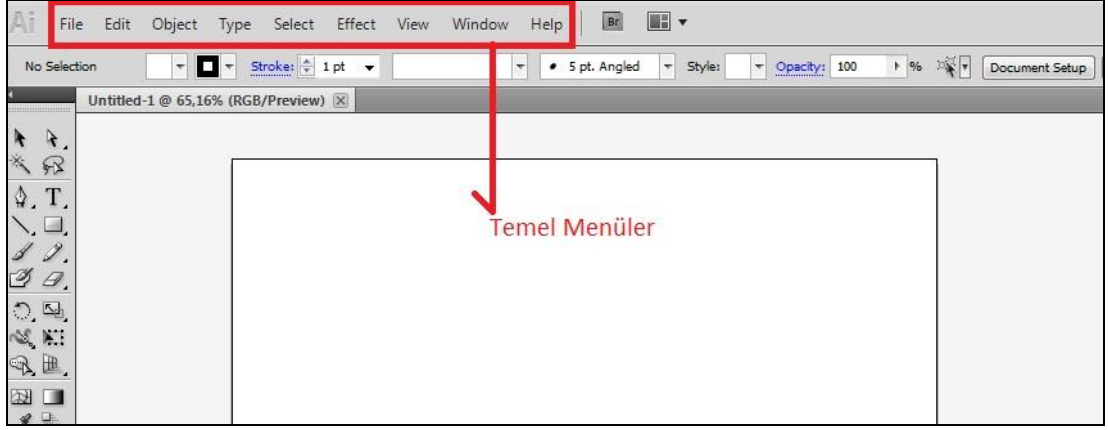 Ai File Edit Object Type Select Effect View Window Help Br
No Selection Stroke: 1 pt 5 pt. Angled Style: Opacity: 100 % Document Setup
Untitled-1 @ 65,16% (RGB/Preview)
T
Temel Menüler